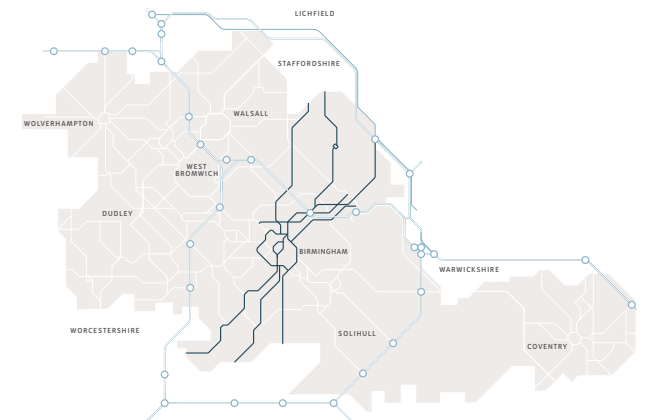 LICHFIELD
STAFFORDSHIRE
WALSALL
WOLVERHAMPTON
WEST
BROMWICH
DUDLEY
BIRMINGHAM
WARWICKSHIRE
WORCESTERSHIRE
SOLIHULL
COVENTRY